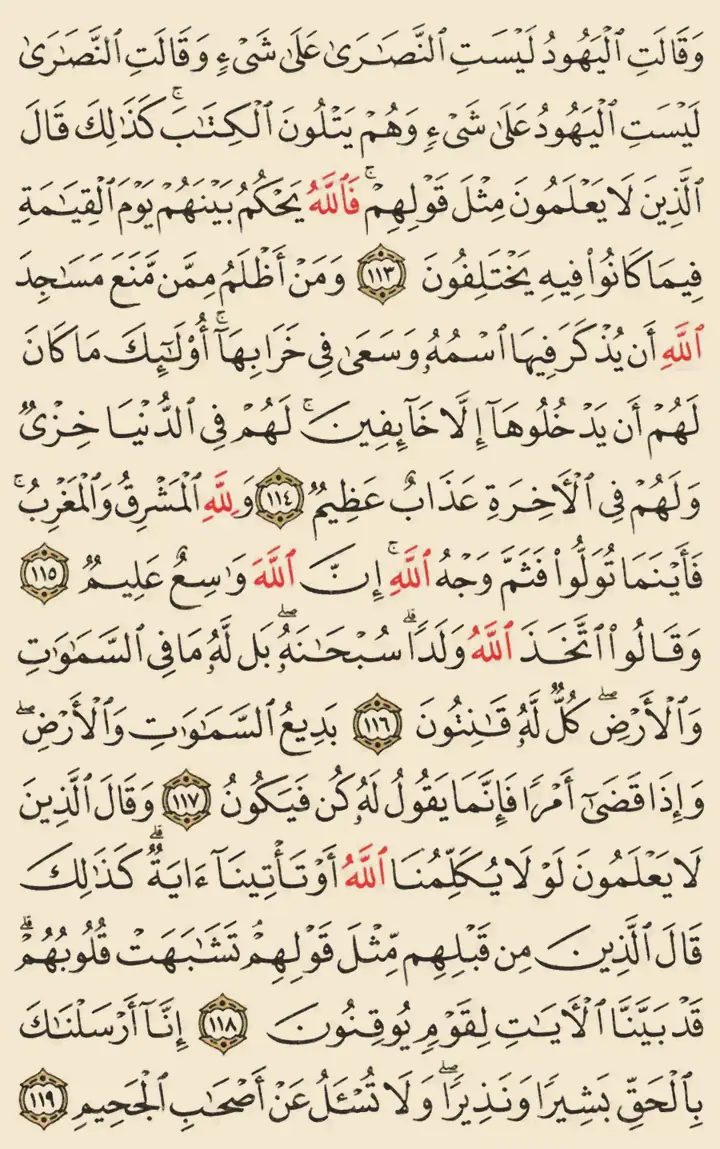 وَقَالَتِ ٱلْيَهُودُ لَيْسَتِ ٱلنَّصَـٰرَىٰ عَلَىٰ شَىْءٍ وَقَالَتِ ٱلنَّصَـٰرَىٰ
لَيْسَتِ ٱلْيَهُودُ عَلَىٰ شَىْءٍ وَهُمْ يَتْلُونَ ٱلْكِتَـٰبَ ۚ كَذَٰلِكَ قَالَ
ٱلَّذِينَ لَا يَعْلَمُونَ مِثْلَ قَوْلِهِمْ ۚ فَٱللَّهُ يَحْكُمُ بَيْنَهُمْ يَوْمَ ٱلْقِيَـٰمَةِ
فِيمَا كَانُوا۟ فِيهِ يَخْتَلِفُونَ ١١٣ وَمَنْ أَظْلَمُ مِمَّن مَّنَعَ مَسَـٰجِدَ
ٱللَّهِ أَن يُذْكَرَ فِيهَا ٱسْمُهُۥ وَسَعَىٰ فِى خَرَابِهَآ ۚ أُو۟لَـٰٓئِكَ مَا كَانَ
لَهُمْ أَن يَدْخُلُوهَآ إِلَّا خَآئِفِينَ ۚ لَهُمْ فِى ٱلدُّنْيَا خِزْىٌ
وَلَهُمْ فِى ٱلْـَٔاخِرَةِ عَذَابٌ عَظِيمٌ ١١٤ وَلِلَّهِ ٱلْمَشْرِقُ وَٱلْمَغْرِبُ ۚ
فَأَيْنَمَا تُوَلُّوا۟ فَثَمَّ وَجْهُ ٱللَّهِ ۚ إِنَّ ٱللَّهَ وَٰسِعٌ عَلِيمٌ ١١٥
وَقَالُوا۟ ٱتَّخَذَ ٱللَّهُ وَلَدًا ۗ سُبْحَـٰنَهُۥ ۖ بَل لَّهُۥ مَا فِى ٱلسَّمَـٰوَٰتِ
وَٱلْأَرْضِ ۖ كُلٌّ لَّهُۥ قَـٰنِتُونَ ١١٦ بَدِيعُ ٱلسَّمَـٰوَٰتِ وَٱلْأَرْضِ ۖ
وَإِذَا قَضَىٰٓ أَمْرًا فَإِنَّمَا يَقُولُ لَهُۥ كُن فَيَكُونُ ١١٧ وَقَالَ ٱلَّذِينَ
لَا يَعْلَمُونَ لَوْلَا يُكَلِّمُنَا ٱللَّهُ أَوْ تَأْتِينَآ ءَايَةٌ ۗ كَذَٰلِكَ
قَالَ ٱلَّذِينَ مِن قَبْلِهِم مِّثْلَ قَوْلِهِمْ ۘ تَشَـٰبَهَتْ قُلُوبُهُمْ ۗ
قَدْ بَيَّنَّا ٱلْـَٔايَـٰتِ لِقَوْمٍ يُوقِنُونَ ١١٨ إِنَّآ أَرْسَلْنَـٰكَ
بِٱلْحَقِّ بَشِيرًا وَنَذِيرًا ۖ وَلَا تُسْـَٔلُ عَنْ أَصْحَـٰبِ ٱلْجَحِيمِ ١١٩